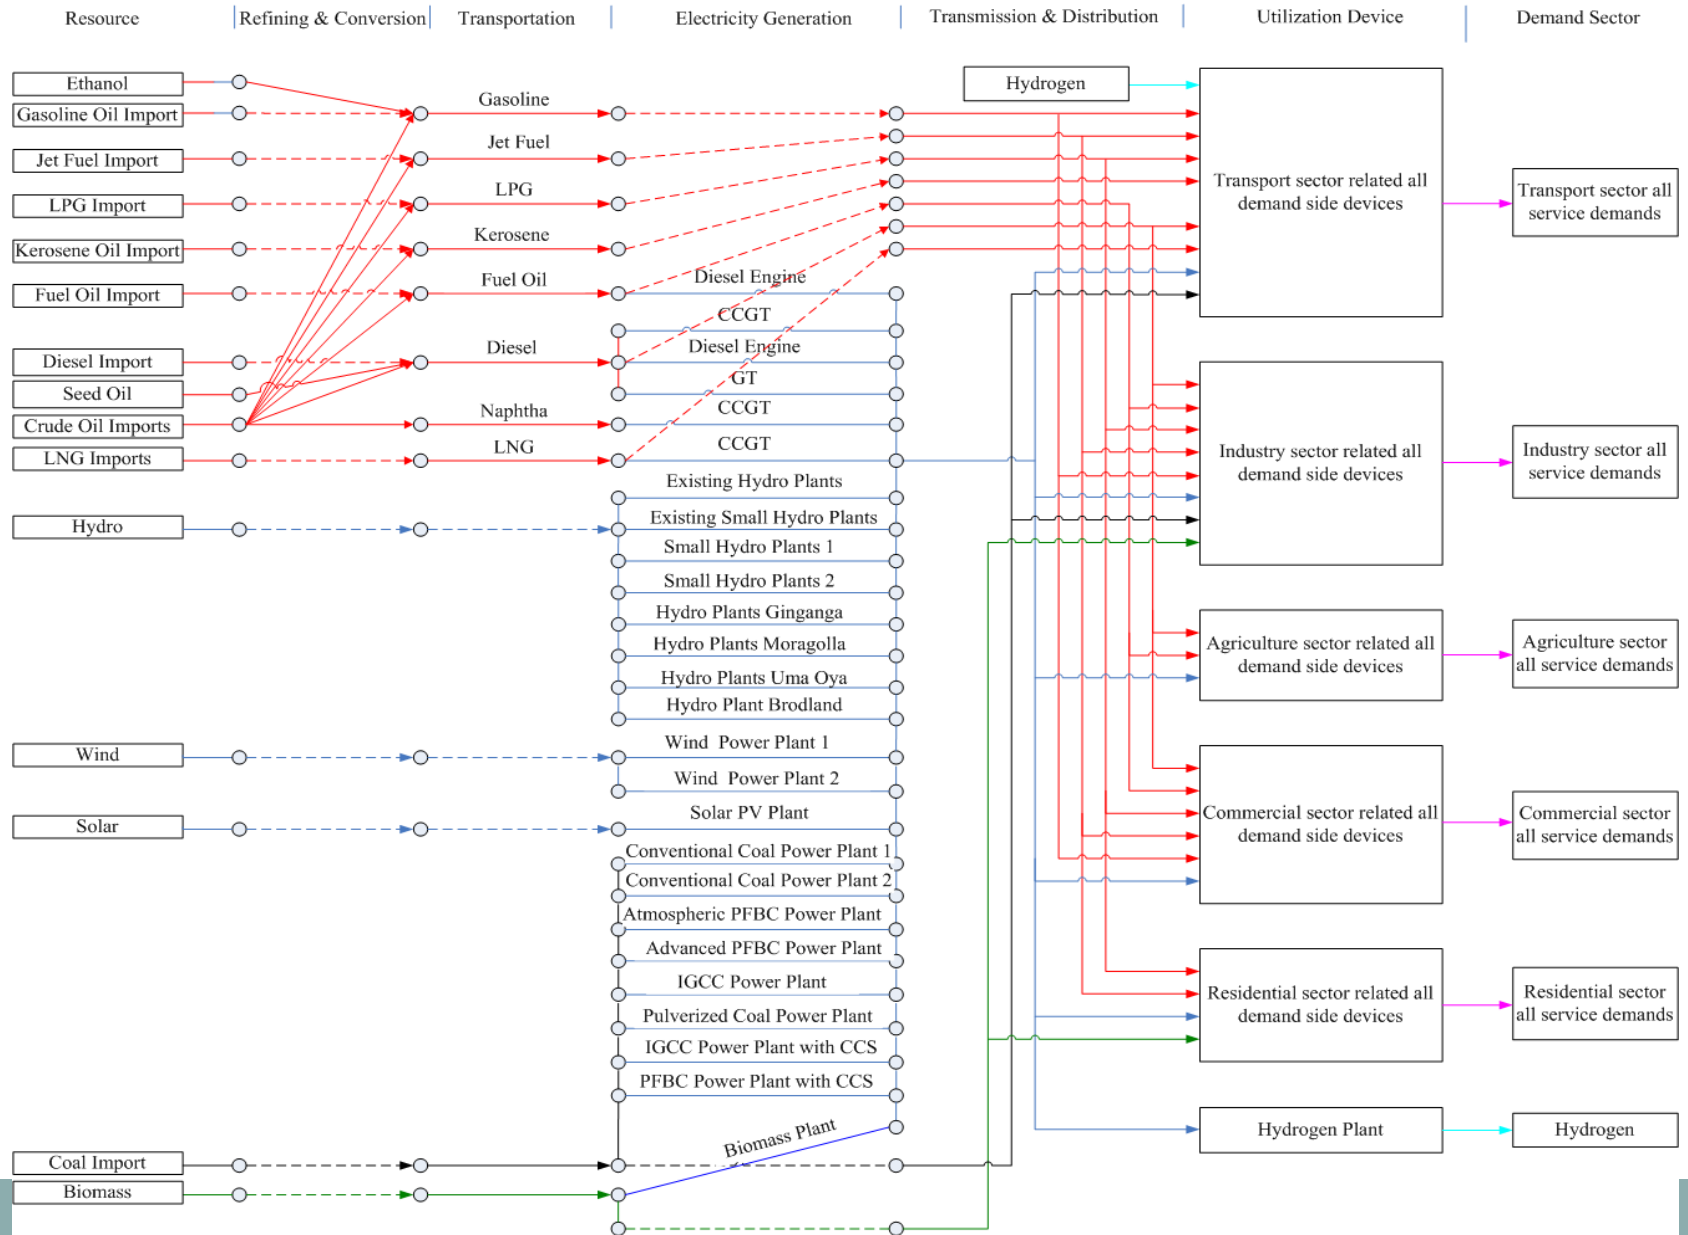 Resource
Refining & Conversion
Transportation
Electricity Generation
Transmission & Distribution
Utilization Device
Demand Sector
Ethanol
Gasoline Oil Import
Jet Fuel Import
LPG Import
Kerosene Oil Import
Fuel Oil Import
Diesel Import
Seed Oil
Crude Oil Imports
LNG Imports
Hydro
Wind
Solar
Coal Import
Biomass
Gasoline
Jet Fuel
LPG
Kerosene
Fuel Oil
Diesel
Naphtha
LNG
Diesel Engine
CCGT
Diesel Engine
GT
CCGT
CCGT
Existing Hydro Plants
Existing Small Hydro Plants
Small Hydro Plants 1
Small Hydro Plants 2
Hydro Plants Ginganga
Hydro Plants Moragolla
Hydro Plants Uma Oya
Hydro Plant Brodland
Wind Power Plant 1
Wind Power Plant 2
Solar PV Plant
Conventional Coal Power Plant 1
Conventional Coal Power Plant 2
Atmospheric PFBC Power Plant
Advanced PFBC Power Plant
IGCC Power Plant
Pulverized Coal Power Plant
IGCC Power Plant with CCS
PFBC Power Plant with CCS
Biomass Plant
Hydrogen
Transport sector related all
demand side devices
Industry sector related all
demand side devices
Agriculture sector related all
demand side devices
Commercial sector related all
demand side devices
Residential sector related all
demand side devices
Hydrogen Plant
Transport sector all
service demands
Industry sector all
service demands
Agriculture sector
all service demands
Commercial sector
all service demands
Residential sector
all service demands
Hydrogen